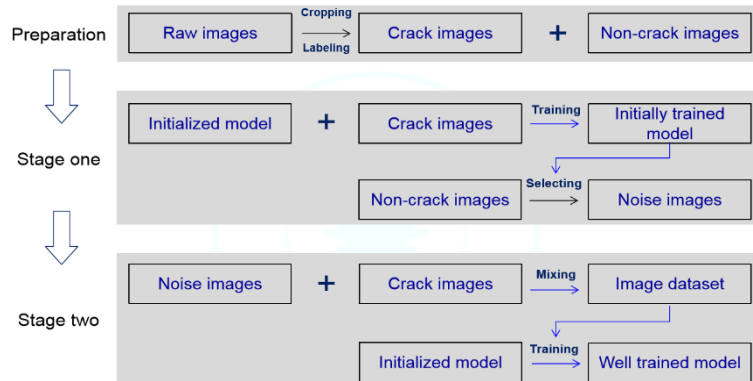 Preparation
Raw images
Cropping
Labeling
Crack images
+
Non-crack images
Stage one
Initialized model
+
Crack images
Training
Initially trained
model
Non-crack images
Selecting
Noise images
Stage two
Noise images
+
Crack images
Mixing
Image dataset
Initialized model
Training
Well trained model